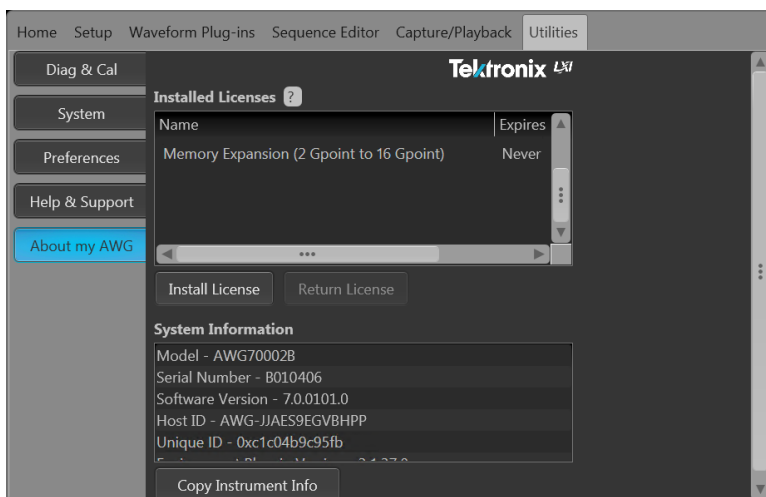 Home Setup Waveform Plug-ins Sequence Editor Capture/Playback Utilities
Diag & Cal
System
Preferences
Help & Support
About my AWG
Tektronix LXI
Installed Licenses ?
Name Expires
Memory Expansion (2 Gpoint to 16 Gpoint) Never
Install License Return License
System Information
Model - AWG70002B
Serial Number - B010406
Software Version - 7.0.0101.0
Host ID - AWG-JJAES9EGVBHPP
Unique ID - 0xc1c04b9c95fb
Copy Instrument Info